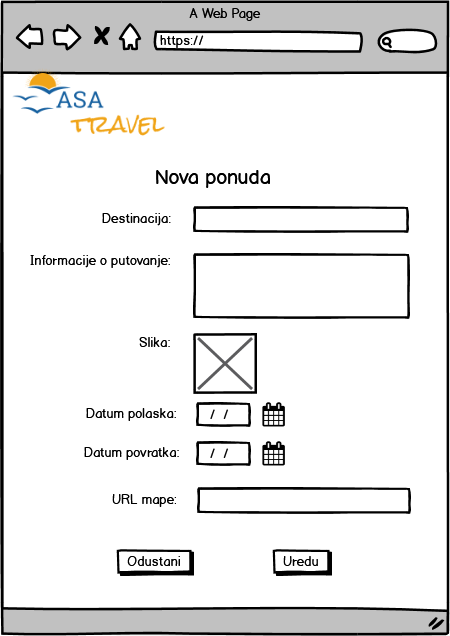 A Web Page
https://
ASA
TRAVEL
Nova ponuda
Destinacija:
Informacije o putovanje:
Slika:
Datum polaska: / /
Datum povratka: / /
URL mape:
Odustani Uredu